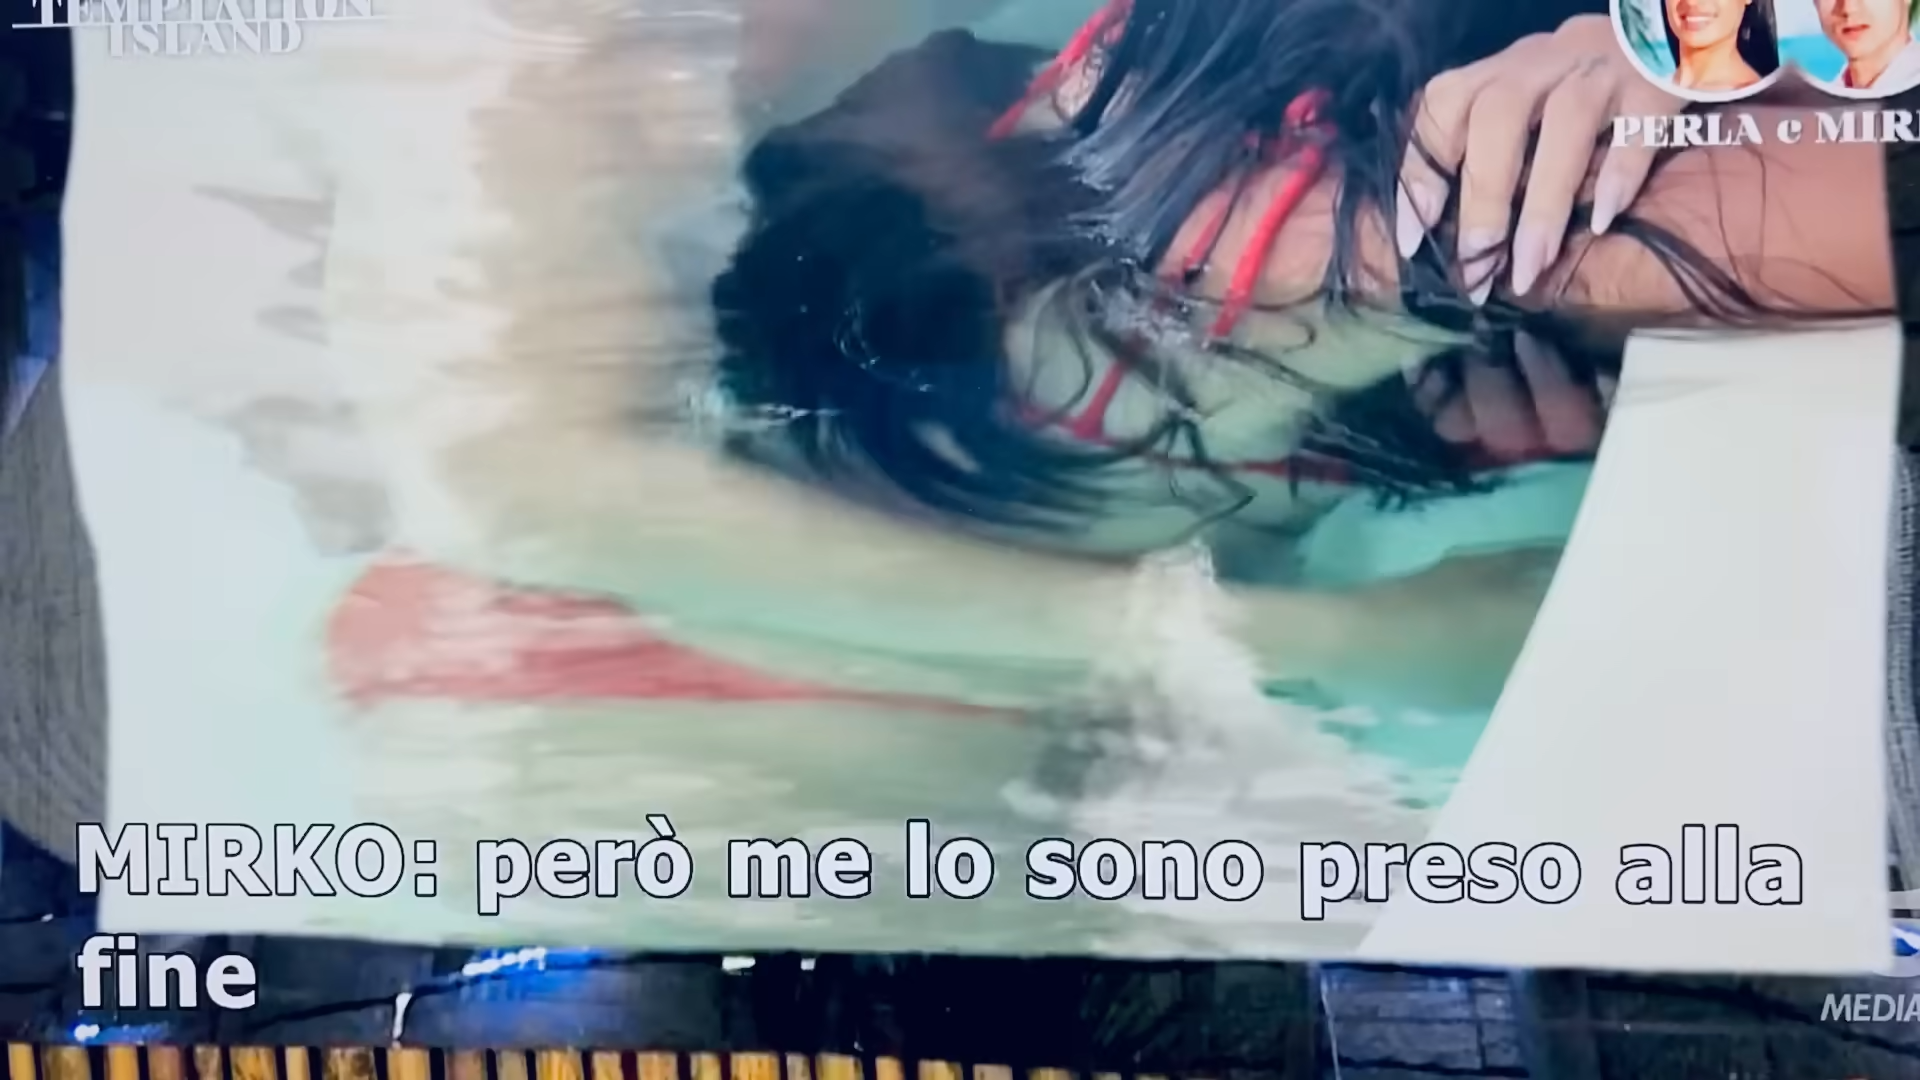 TEMPTATION
ISLAND
PERLA e MIR
MIRKO: però me lo sono preso alla
fine
MEDIA